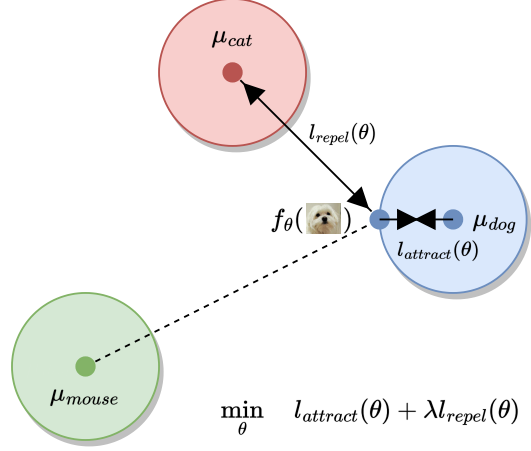 μ_cat
l_repel(θ)
f_θ( )
μ_dog
l_attract(θ)
μ_mouse
min_θ l_attract(θ) + λl_repel(θ)